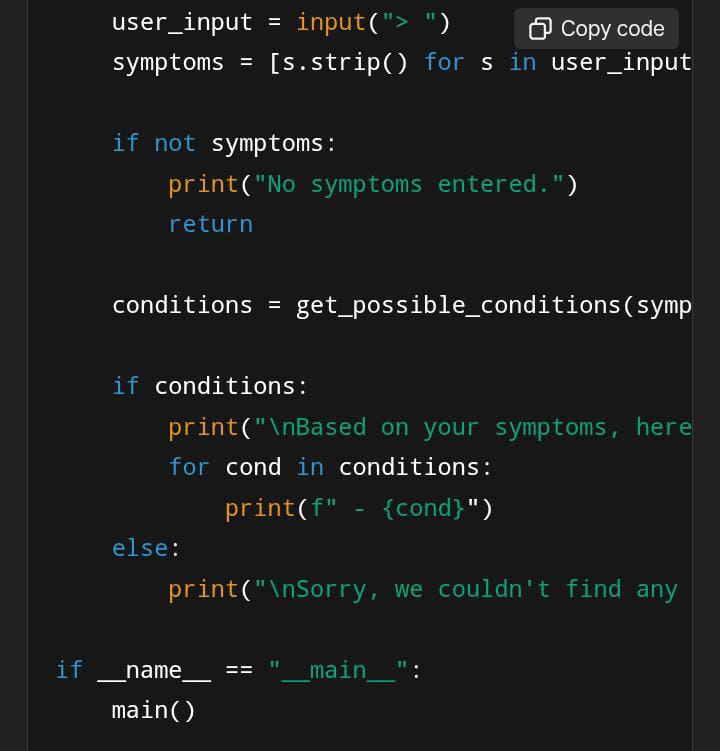 user_input = input("> ")
Copy code
symptoms = [s.strip() for s in user_input
if not symptoms:
print("No symptoms entered.")
return
conditions = get_possible_conditions(symp
if conditions:
print("\nBased on your symptoms, here
for cond in conditions:
print(f" - {cond}")
else:
print("\nSorry, we couldn't find any
if __name__ == "__main__":
main()